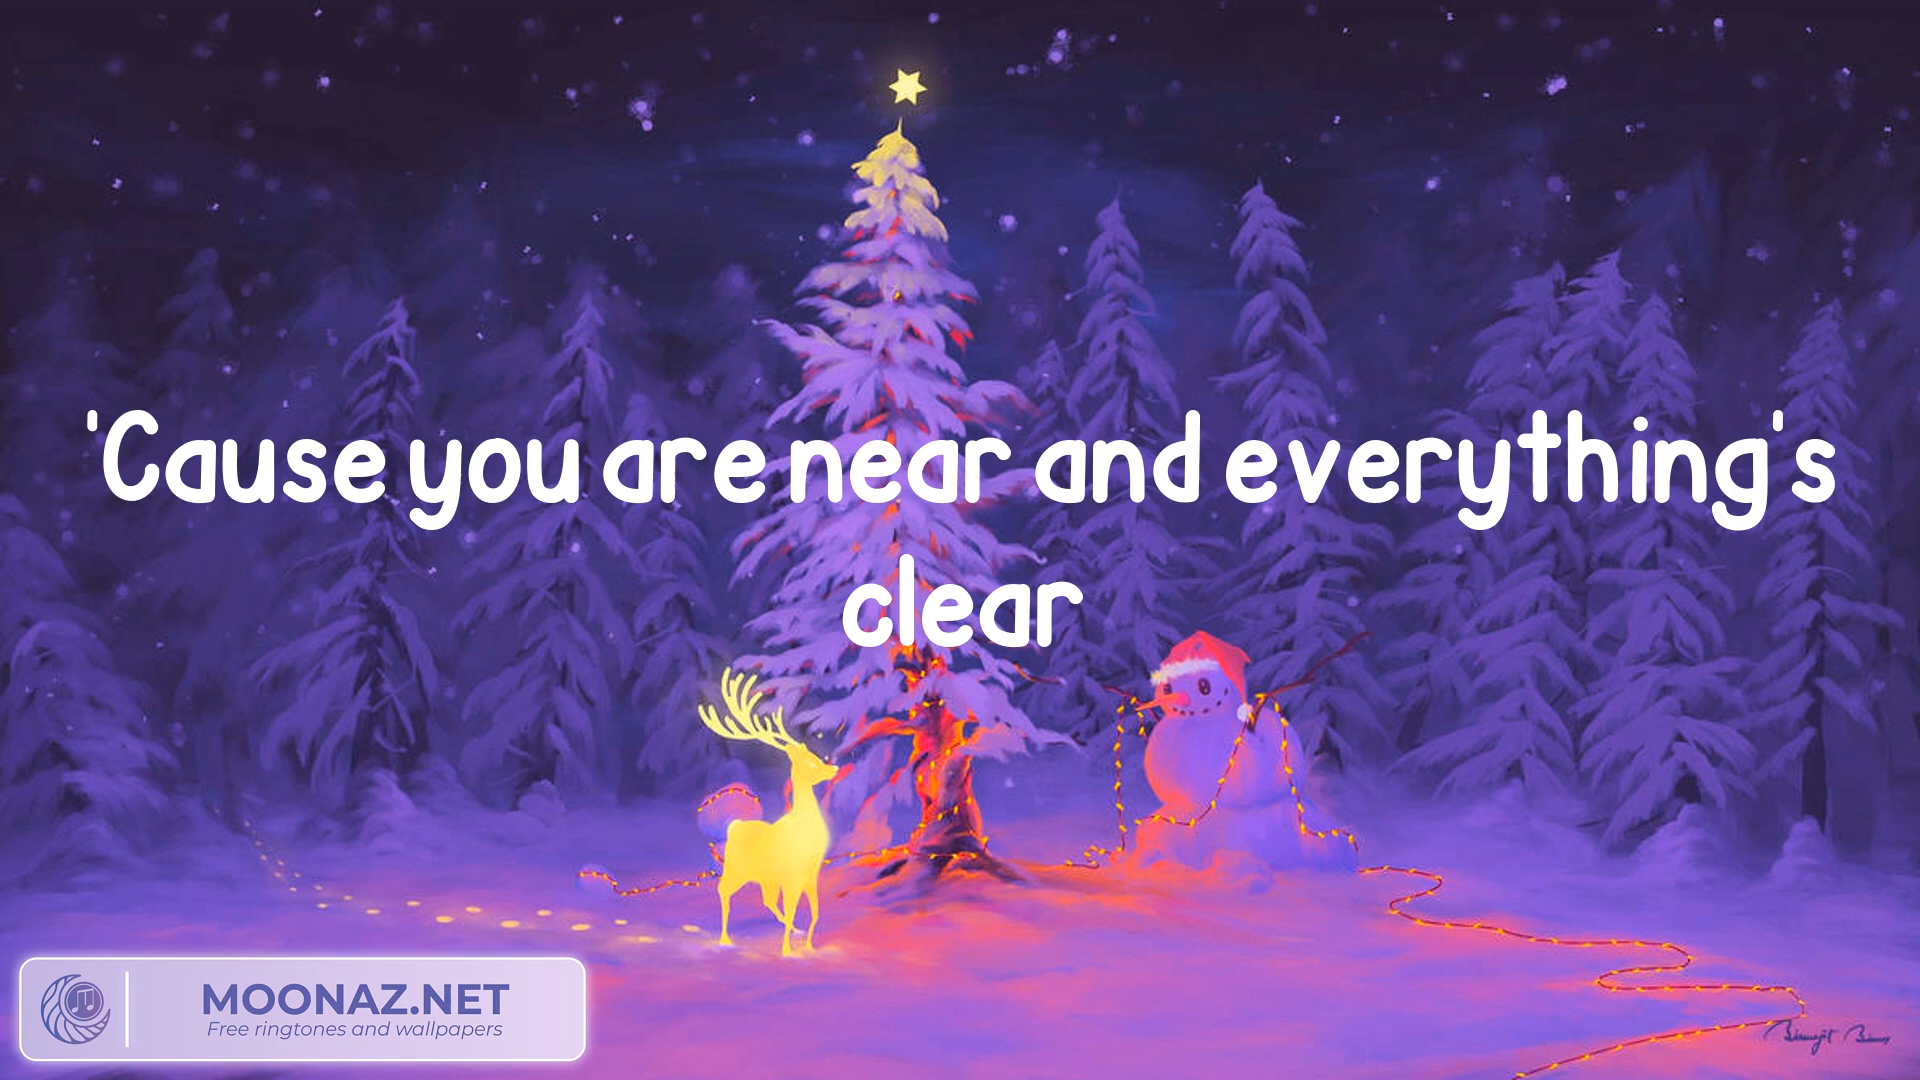 'Cause you are near and everything's
clear
MOONAZ.NET
Free ringtones and wallpapers